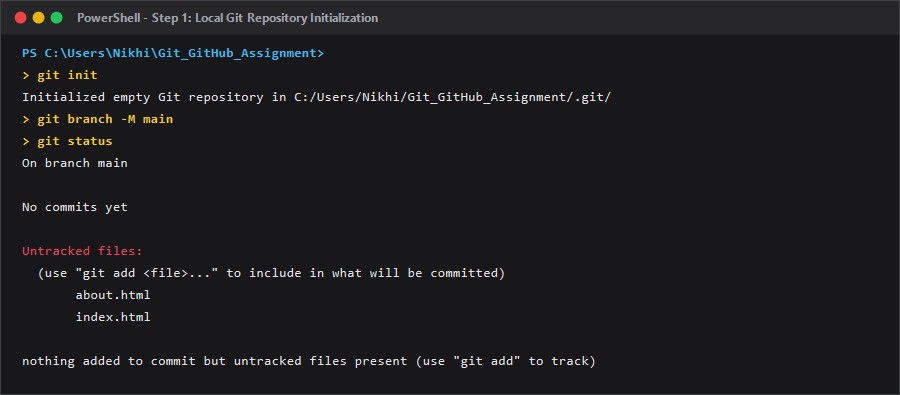 PowerShell - Step 1: Local Git Repository Initialization
PS C:\Users\Nikhi\Git_GitHub_Assignment>
> git init
Initialized empty Git repository in C:/Users/Nikhi/Git_GitHub_Assignment/.git/
> git branch -M main
> git status
On branch main
No commits yet
Untracked files:
(use "git add <file>..." to include in what will be committed)
about.html
index.html
nothing added to commit but untracked files present (use "git add" to track)